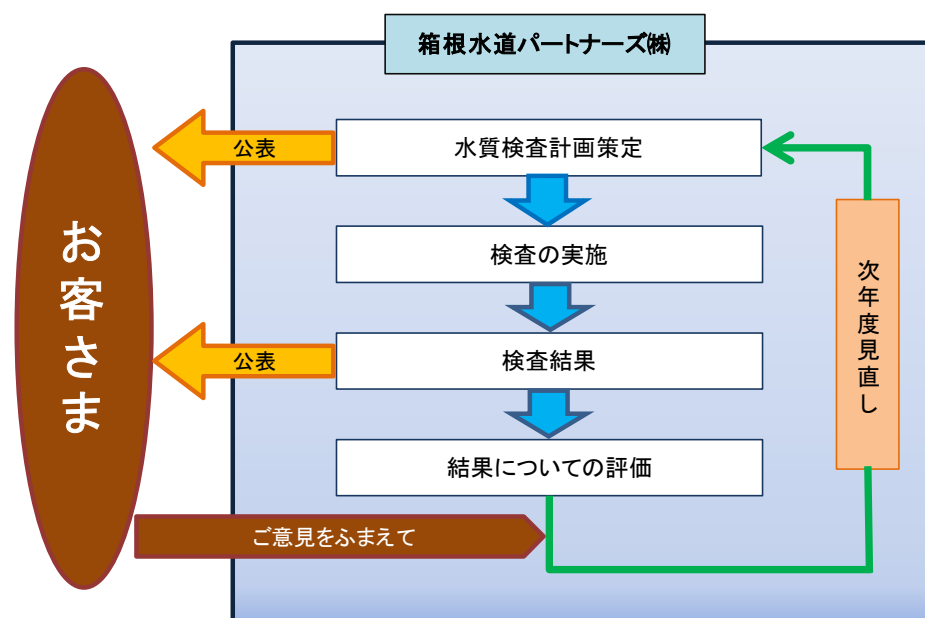 箱根水道パートナーズ㈱
公表
水質検査計画策定
検査の実施
公表
検査結果
結果についての評価
ご意見をふまえて
お客さま
次年度見直し